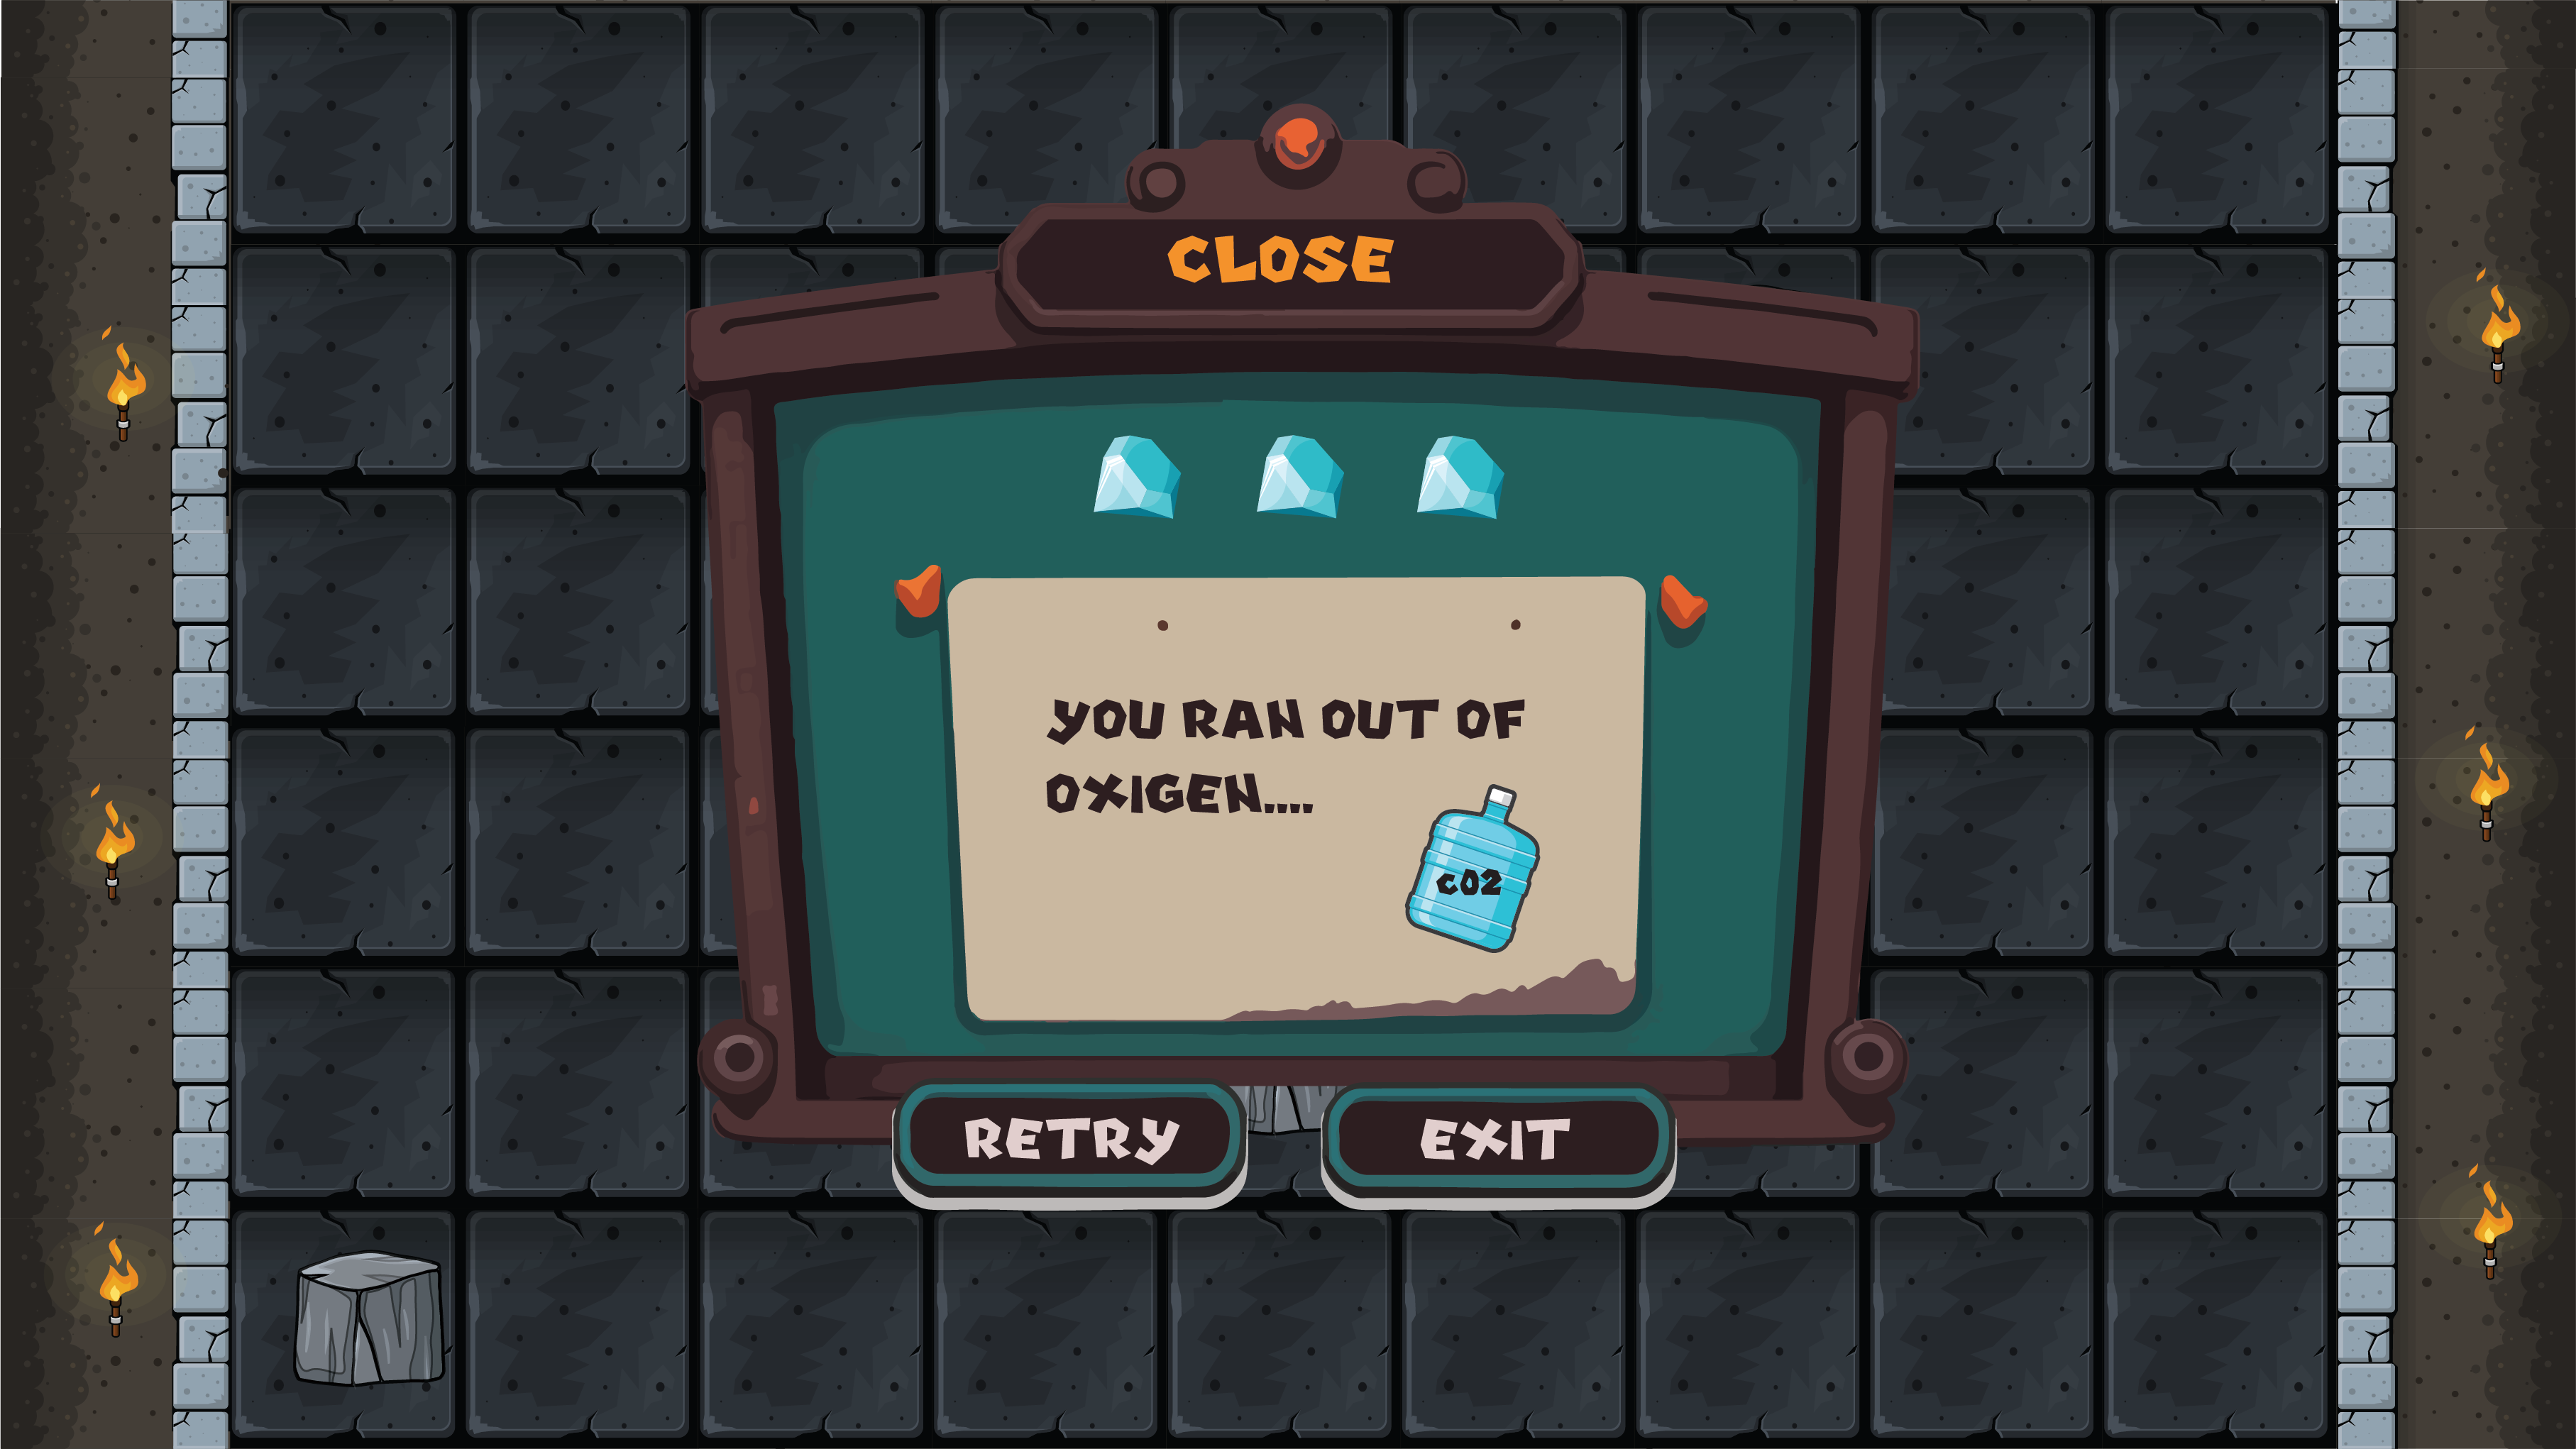 CLOSE
YOU RAN OUT OF
OXIGEN....
cO2
RETRY
EXIT